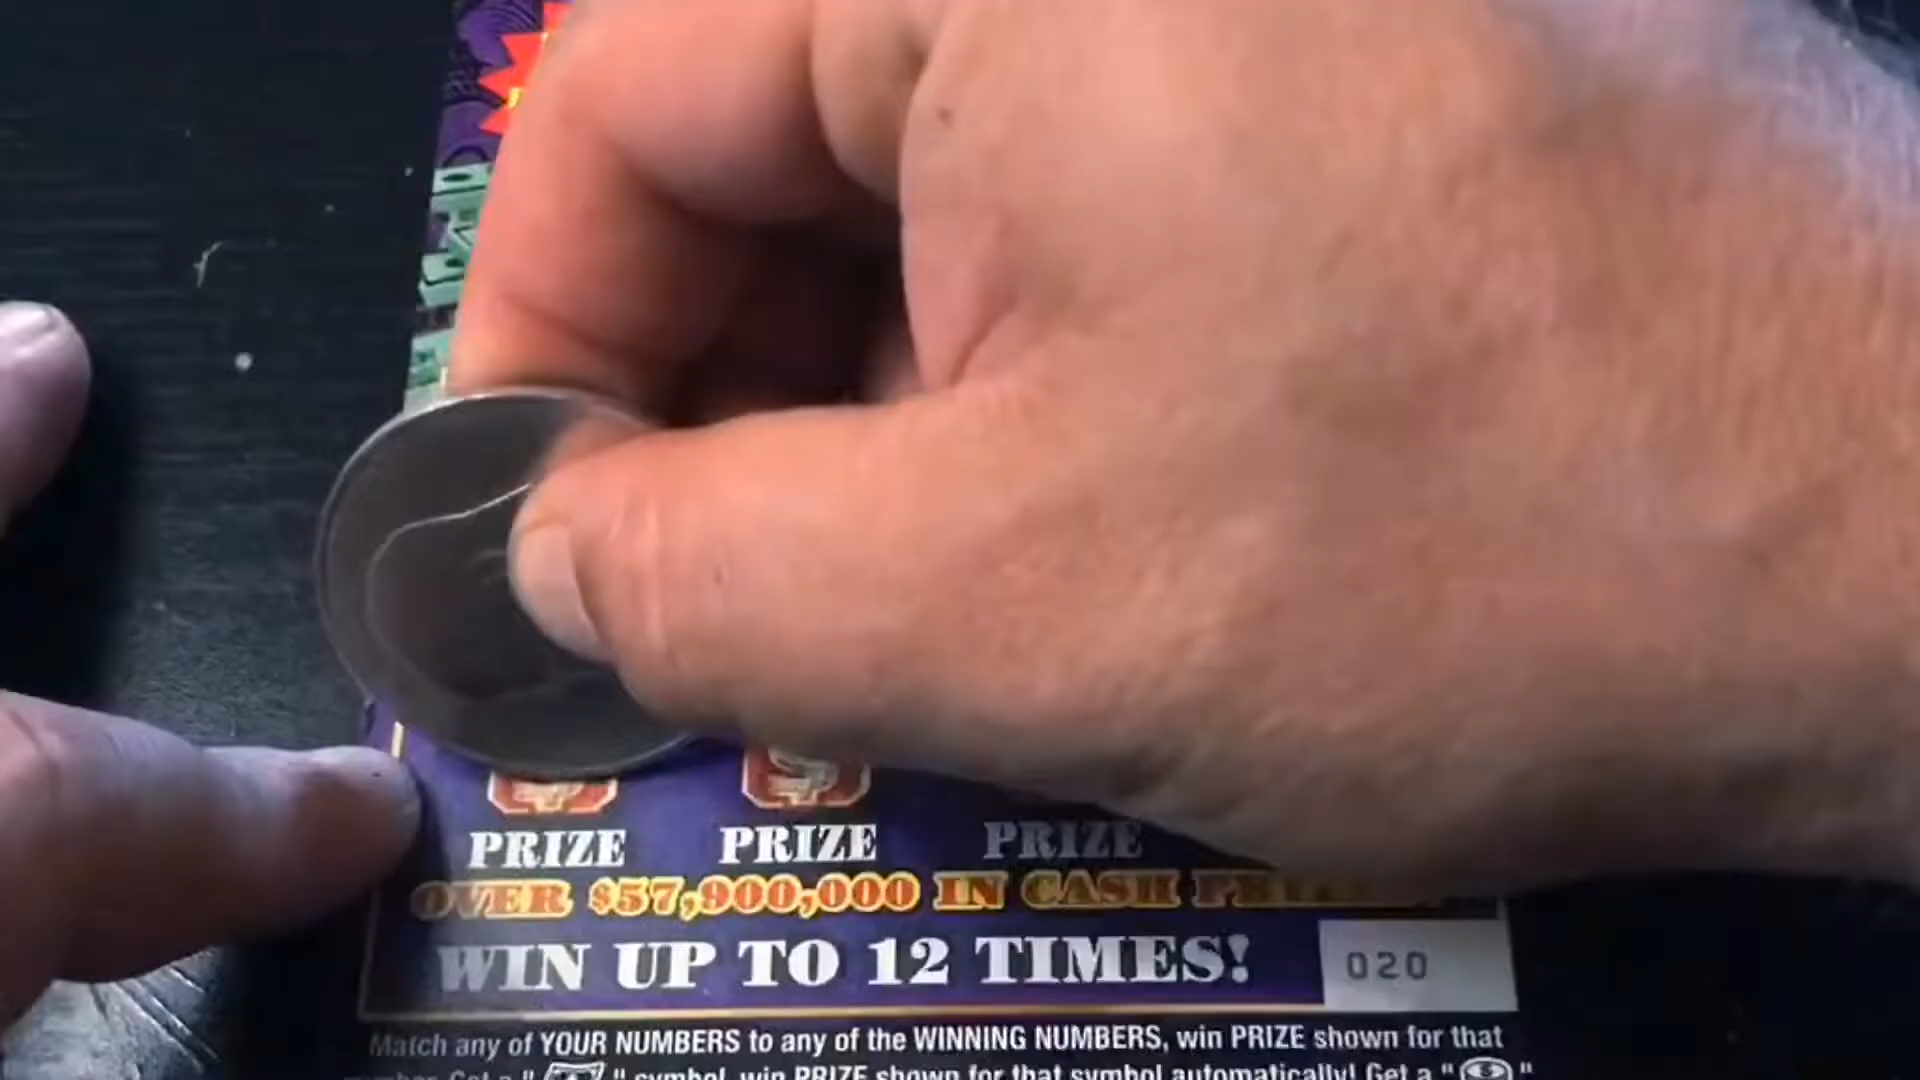 PRIZE PRIZE PRIZE
OVER $57,900,000 IN CASH
WIN UP TO 12 TIMES!
020
Match any of YOUR NUMBERS to any of the WINNING NUMBERS, win PRIZE shown for that
" symbol, win PRIZE shown for that symbol automatically! Get a "